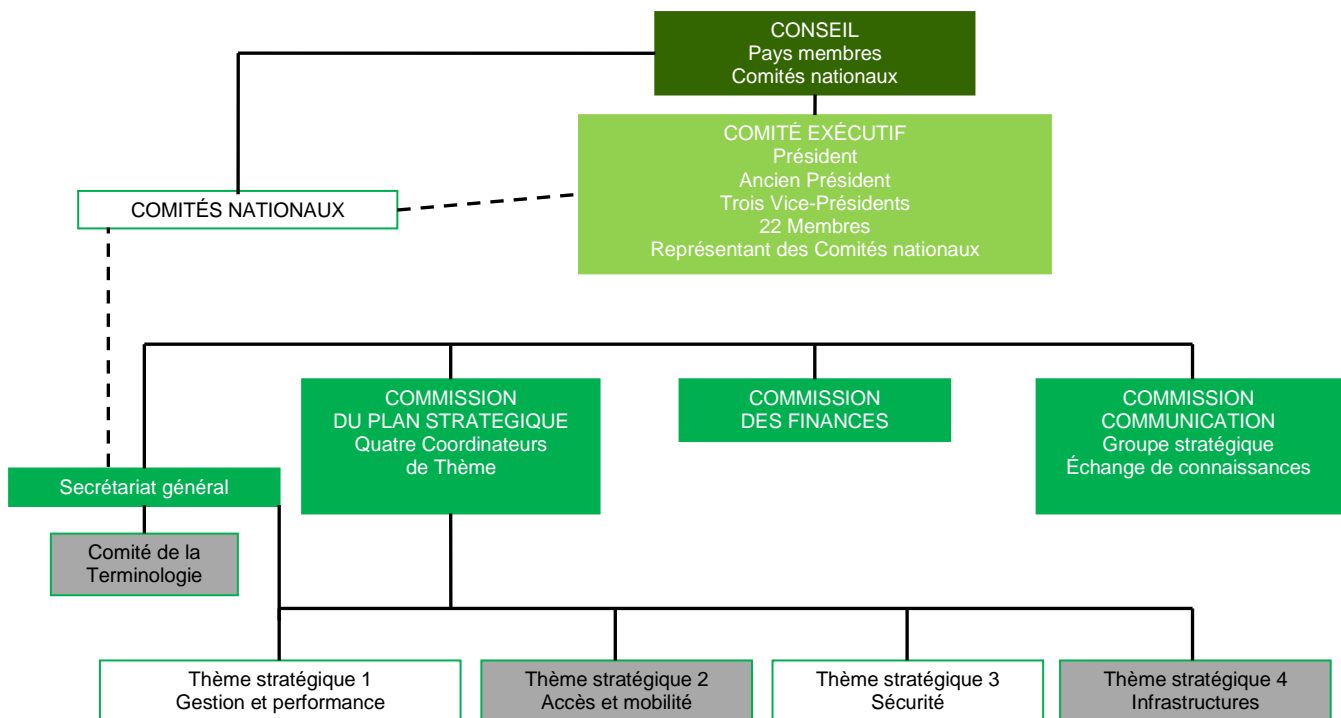 CONSEIL
Pays membres
Comités nationaux
COMITÉ EXÉCUTIF
Président
Ancien Président
Trois Vice-Présidents
22 Membres
Représentant des Comités nationaux
COMITÉS NATIONAUX
COMMISSION
DU PLAN STRATEGIQUE
Quatre Coordinateurs
de Thème
COMMISSION
DES FINANCES
COMMISSION
COMMUNICATION
Groupe stratégique
Échange de connaissances
Secrétariat général
Comité de la
Terminologie
Thème stratégique 1
Gestion et performance
Thème stratégique 2
Accès et mobilité
Thème stratégique 3
Sécurité
Thème stratégique 4
Infrastructures